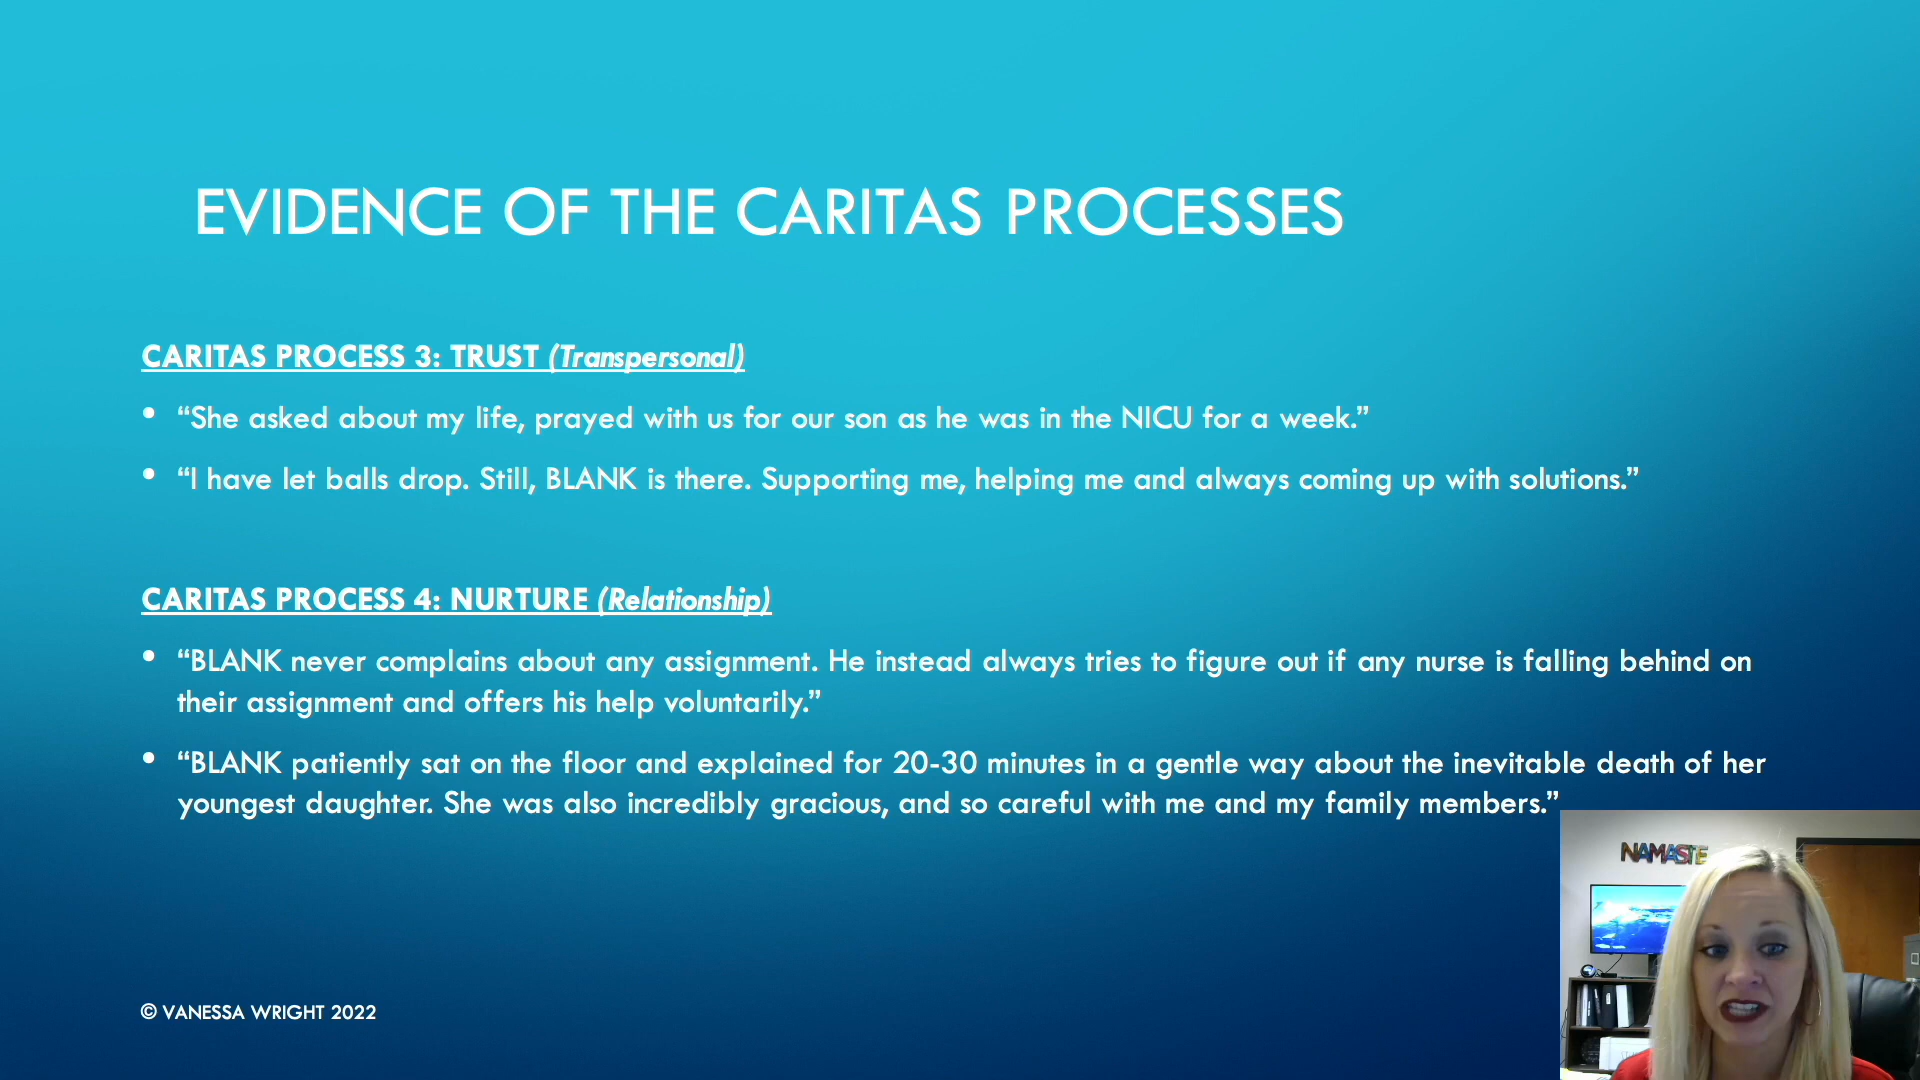 EVIDENCE OF THE CARITAS PROCESSES
CARITAS PROCESS 3: TRUST (Transpersonal)
• “She asked about my life, prayed with us for our son as he was in the NICU for a week.”
• “I have let balls drop. Still, BLANK is there. Supporting me, helping me and always coming up with solutions.”
CARITAS PROCESS 4: NURTURE (Relationship)
• “BLANK never complains about any assignment. He instead always tries to figure out if any nurse is falling behind on
their assignment and offers his help voluntarily.”
• “BLANK patiently sat on the floor and explained for 20-30 minutes in a gentle way about the inevitable death of her
youngest daughter. She was also incredibly gracious, and so careful with me and my family members.”
NAMASTE
© VANESSA WRIGHT 2022